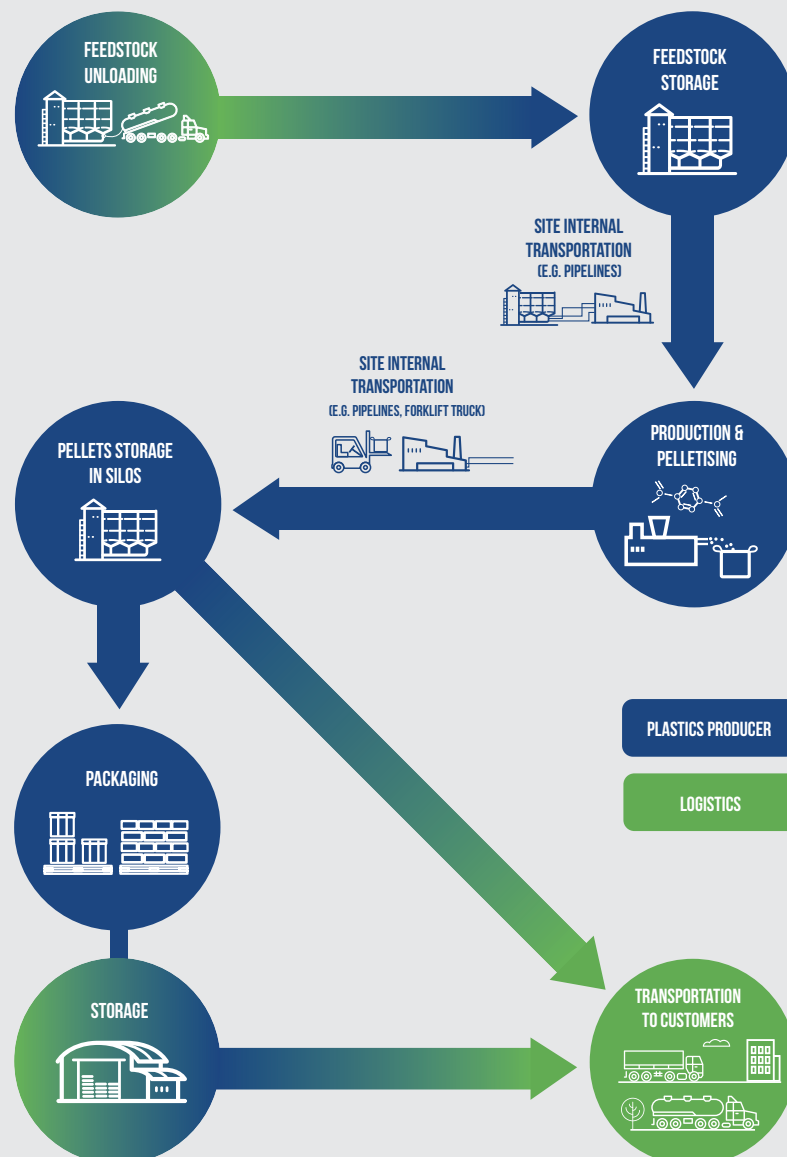 FEEDSTOCK
UNLOADING
FEEDSTOCK
STORAGE
SITE INTERNAL
TRANSPORTATION
(E.G. PIPELINES)
SITE INTERNAL
TRANSPORTATION
(E.G. PIPELINES, FORKLIFT TRUCK)
PELLETS STORAGE
IN SILOS
PRODUCTION &
PELLETISING
PLASTICS PRODUCER
PACKAGING
LOGISTICS
STORAGE
TRANSPORTATION
TO CUSTOMERS